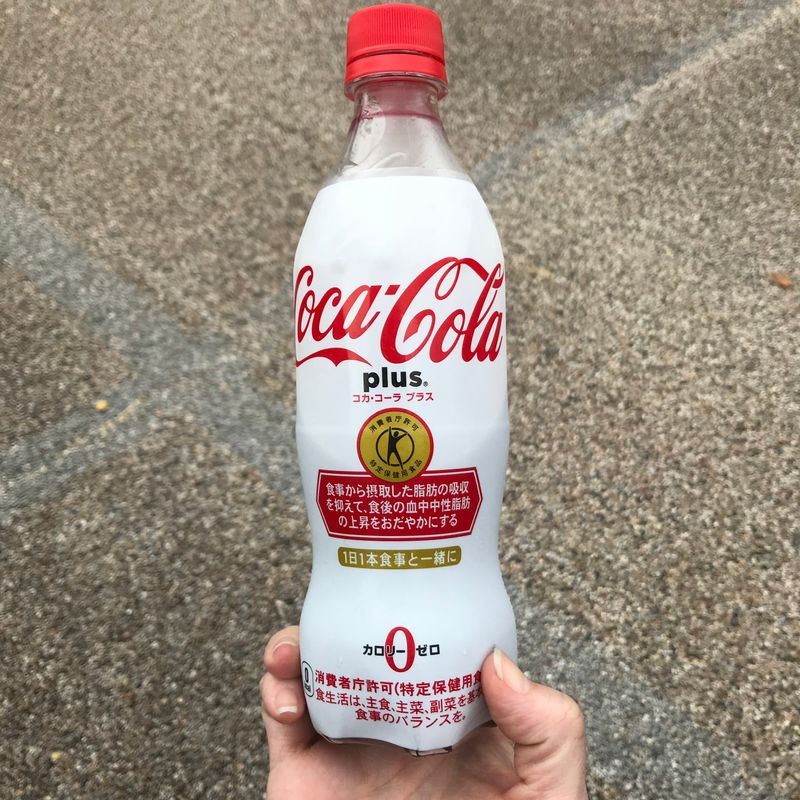 Coca-Cola
plus®
コカ・コーラ プラス
消費者庁許可
特定保健用食品
食事から摂取した脂肪の吸収
を抑えて、食後の血中中性脂肪
の上昇をおだやかにする
1日1本食事と一緒に
カロリー0ゼロ
消費者庁許可(特定保健用食
食生活は、主食、主菜、副菜を基
食事のバランスを。